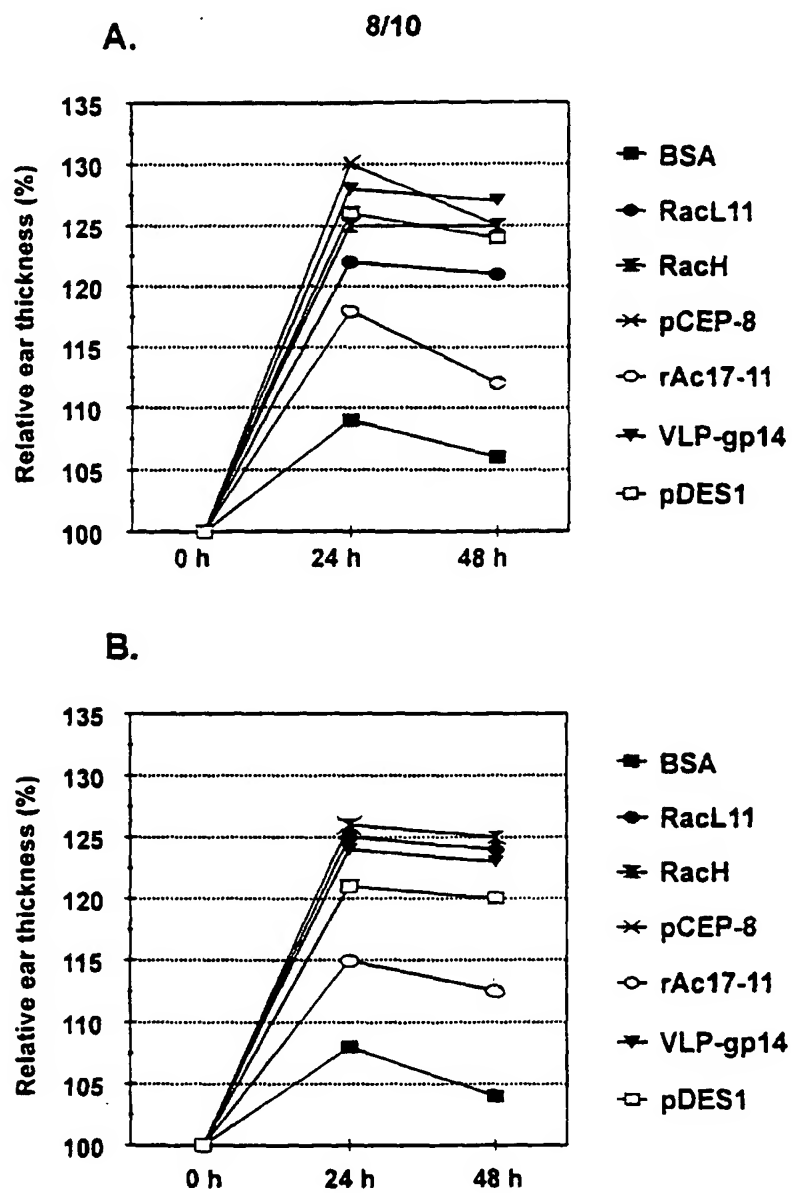 8/10
A.
Relative ear thickness (%)
135
130
125
120
115
110
105
100
0 h 24 h 48 h
BSA
RacL11
RacH
pCEP-8
rAc17-11
VLP-gp14
pDES1
B.
Relative ear thickness (%)
135
130
125
120
115
110
105
100
0 h 24 h 48 h
BSA
RacL11
RacH
pCEP-8
rAc17-11
VLP-gp14
pDES1